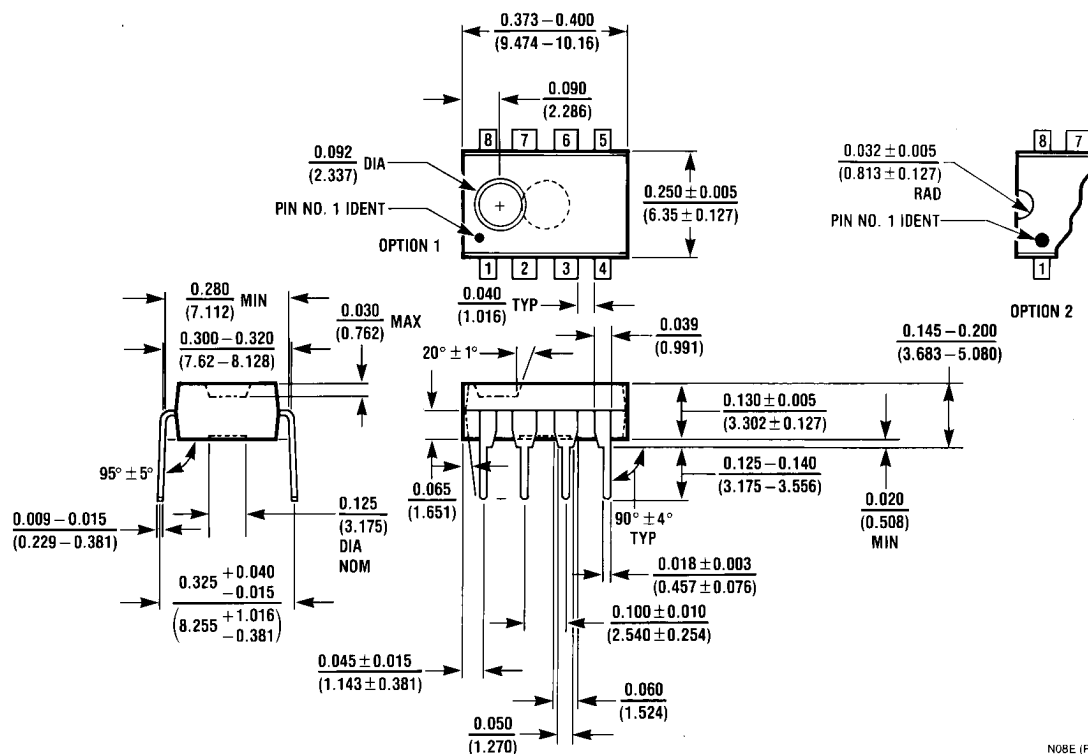 0.373 – 0.400
(9.474 – 10.16)
0.090
(2.286)
8 7 6 5
0.092 DIA
(2.337)
PIN NO. 1 IDENT
OPTION 1
0.250 ± 0.005
(6.35 ± 0.127)
1 2 3 4
8 7
0.032 ± 0.005
(0.813 ± 0.127)
RAD
PIN NO. 1 IDENT
1
OPTION 2
0.280 MIN
(7.112)
0.300 – 0.320
(7.62 – 8.128)
0.030 MAX
(0.762)
0.040 TYP
(1.016)
0.039
(0.991)
20° ± 1°
0.145 – 0.200
(3.683 – 5.080)
0.130 ± 0.005
(3.302 ± 0.127)
0.125 – 0.140
(3.175 – 3.556)
0.020
(0.508)
MIN
95° ± 5°
0.065
(1.651)
90° ± 4°
TYP
0.009 – 0.015
(0.229 – 0.381)
0.125
(3.175)
DIA
NOM
0.018 ± 0.003
(0.457 ± 0.076)
0.325 +0.040 −0.015
(8.255 +1.016 −0.381)
0.100 ± 0.010
(2.540 ± 0.254)
0.045 ± 0.015
(1.143 ± 0.381)
0.060
(1.524)
0.050
(1.270)
N08E